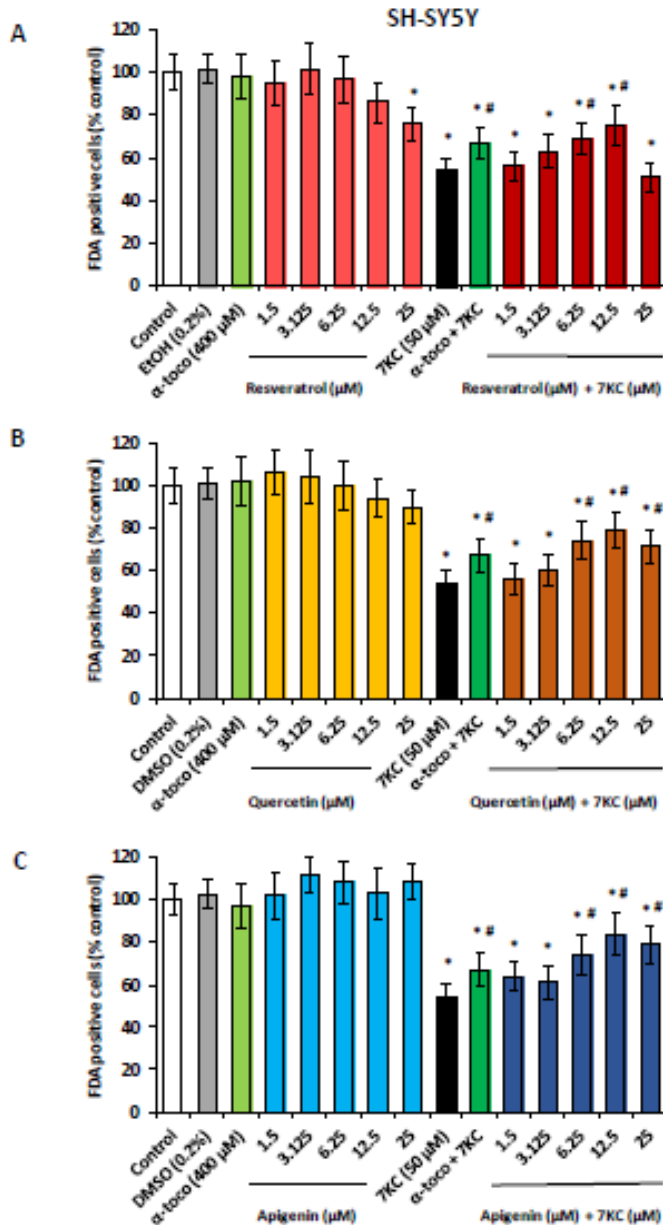 SH-SY5Y
A
FDA positive cells (% control)
120
100
80
60
40
20
0
* * * # * * * # * # *
Control
EtOH (0.2%)
α-toco (400 µM)
1.5
3.125
6.25
12.5
25
7KC (50 µM)
α-toco + 7KC
1.5
3.125
6.25
12.5
25
Resveratrol (µM)
Resveratrol (µM) + 7KC (µM)
B
FDA positive cells (% control)
120
100
80
60
40
20
0
* * # * * * # * # * #
Control
DMSO (0.2%)
α-toco (400 µM)
1.5
3.125
6.25
12.5
25
7KC (50 µM)
α-toco + 7KC
1.5
3.125
6.25
12.5
25
Quercetin (µM)
Quercetin (µM) + 7KC (µM)
C
FDA positive cells (% control)
120
100
80
60
40
20
0
* * # * * * # * # * #
Control
DMSO (0.2%)
α-toco (400 µM)
1.5
3.125
6.25
12.5
25
7KC (50 µM)
α-toco + 7KC
1.5
3.125
6.25
12.5
25
Apigenin (µM)
Apigenin (µM) + 7KC (µM)